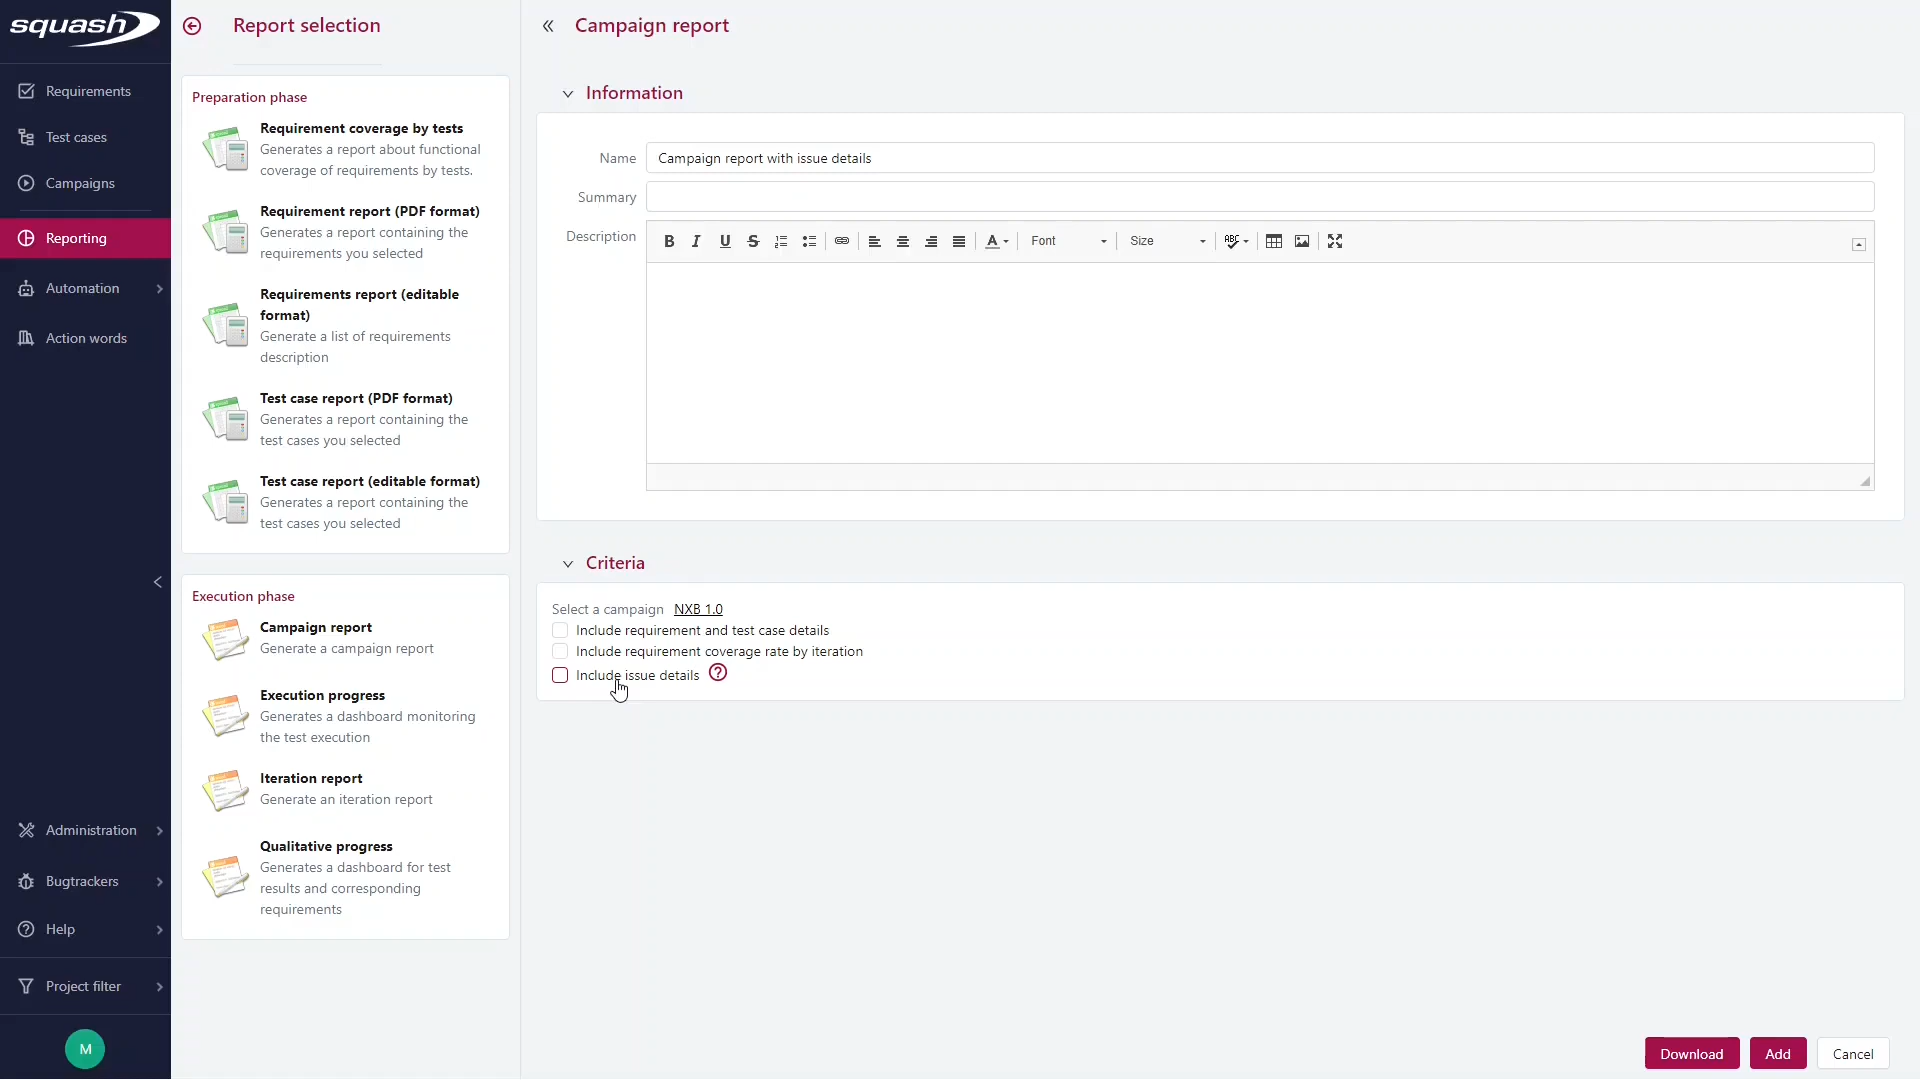 squash
Requirements
Test cases
Campaigns
Reporting
Automation
Action words
Administration
Bugtrackers
Help
Project filter
M
Report selection
Preparation phase
Requirement coverage by tests
Generates a report about functional
coverage of requirements by tests.
Requirement report (PDF format)
Generates a report containing the
requirements you selected
Requirements report (editable
format)
Generate a list of requirements
description
Test case report (PDF format)
Generates a report containing the
test cases you selected
Test case report (editable format)
Generates a report containing the
test cases you selected
Execution phase
Campaign report
Generate a campaign report
Execution progress
Generates a dashboard monitoring
the test execution
Iteration report
Generate an iteration report
Qualitative progress
Generates a dashboard for test
results and corresponding
requirements
Campaign report
Information
Name Campaign report with issue details
Summary
Description B I U S A Font Size ABC
Criteria
Select a campaign NXB 1.0
Include requirement and test case details
Include requirement coverage rate by iteration
Include issue details ?
Download Add Cancel